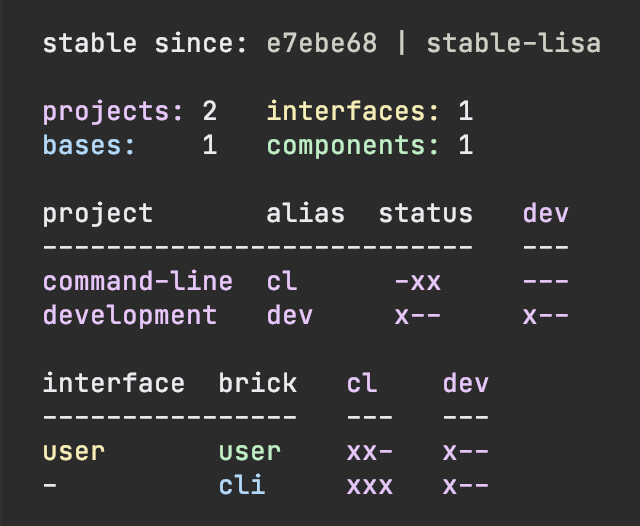 stable since: e7ebe68 | stable-lisa
projects: 2   interfaces: 1
bases:    1   components: 1
project       alias  status   dev
---------------------------   ---
command-line  cl      -xx     ---
development   dev     x--     x--
interface  brick   cl    dev
----------------   ---   ---
user       user    xx-   x--
-          cli     xxx   x--